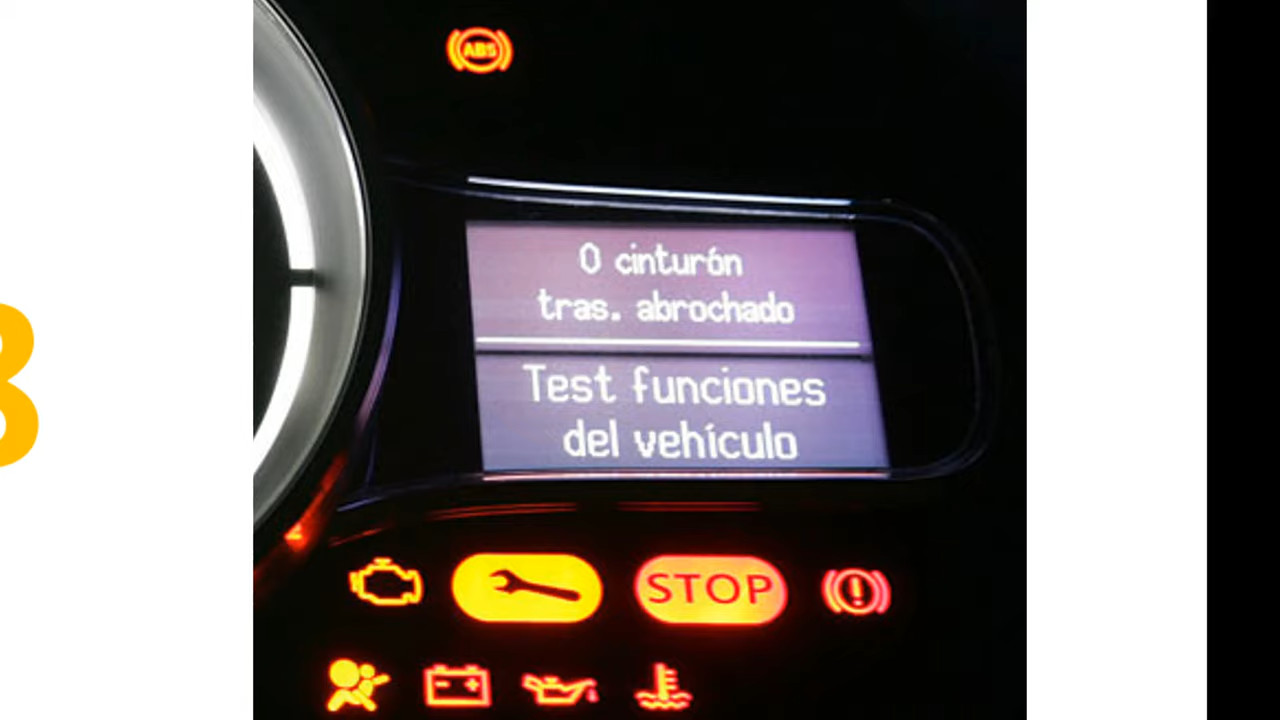 ABS
0 cinturón
tras. abrochado
Test funciones
del vehículo
STOP